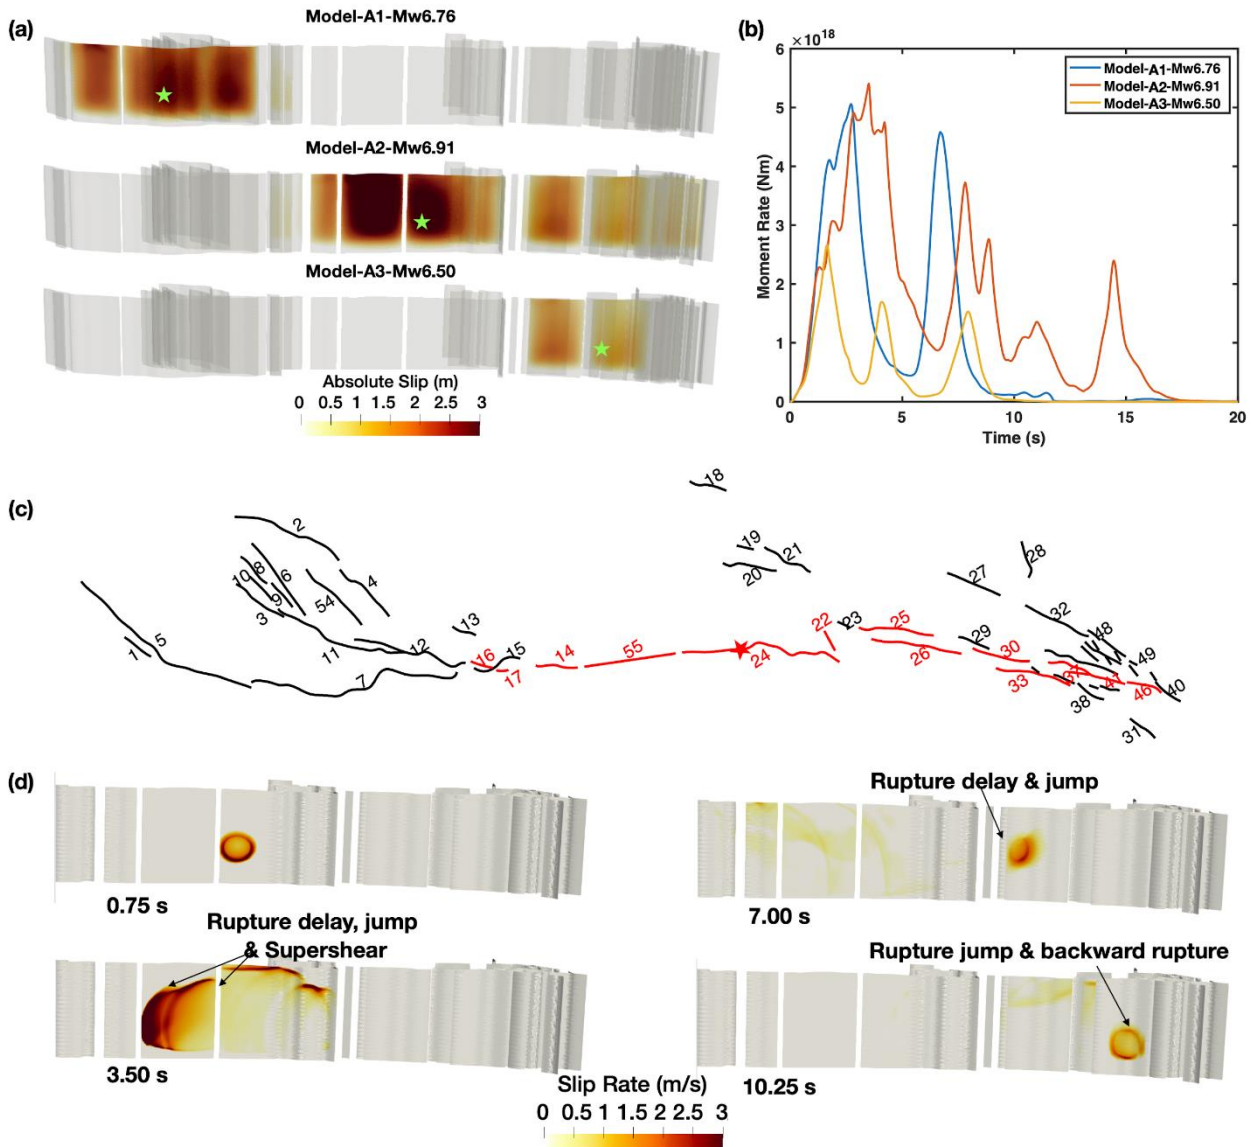 (a)
Model-A1-Mw6.76
Model-A2-Mw6.91
Model-A3-Mw6.50
Absolute Slip (m)
0 0.5 1 1.5 2 2.5 3
(b)
×10^18
Moment Rate (Nm)
6
5
4
3
2
1
0
0 5 10 15 20
Time (s)
Model-A1-Mw6.76
Model-A2-Mw6.91
Model-A3-Mw6.50
(c)
18
2
19
21
28
8
6
20
27
10
4
9
54
32
3
13
22
23
25
48
5
12
29
49
1
11
16
15
14
55
24
26
30
7
17
33
37
47
46
40
38
31
(d)
0.75 s
Rupture delay, jump
& Supershear
3.50 s
Rupture delay & jump
7.00 s
Rupture jump & backward rupture
10.25 s
Slip Rate (m/s)
0 0.5 1 1.5 2 2.5 3